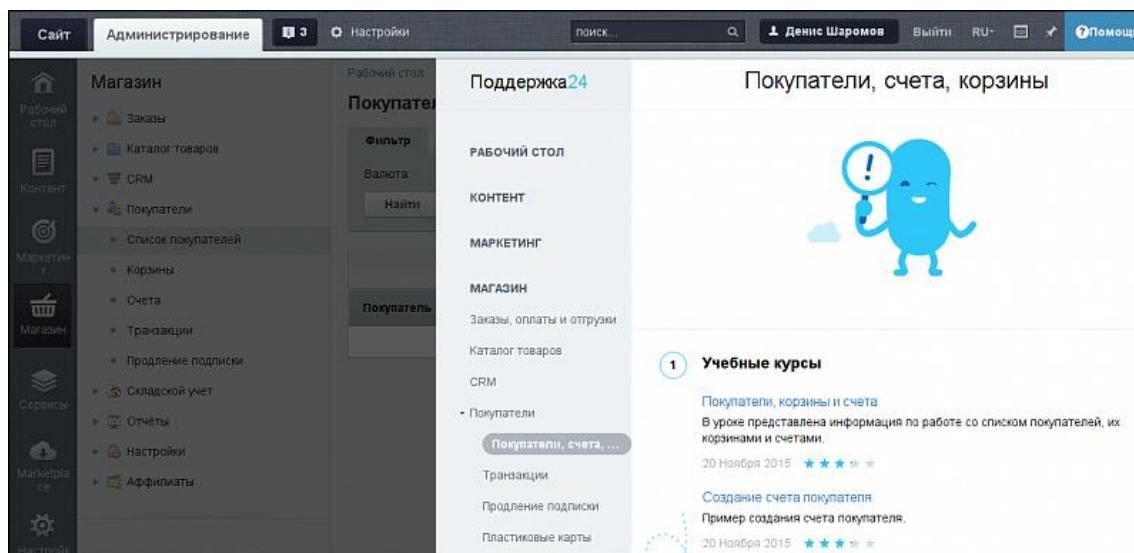 Сайт
Администрирование
3
Настройки
поиск...
Денис Шаромов
Выйти
RU
?Помощ
Рабочий стол
Контент
Маркетин
г
Магазин
Сервисы
Marketpla
ce
Настройк
Магазин
Заказы
Каталог товаров
CRM
Покупатели
Список покупателей
Корзины
Счета
Транзакции
Продление подписки
Складской учет
Отчёты
Настройки
Аффилиаты
Рабочий стол
Покупател
Фильтр
Валюта:
Найти
Покупатель
Поддержка24
РАБОЧИЙ СТОЛ
КОНТЕНТ
МАРКЕТИНГ
МАГАЗИН
Заказы, оплаты и отгрузки
Каталог товаров
CRM
Покупатели
Покупатели, счета, ...
Транзакции
Продление подписки
Пластиковые карты
Покупатели, счета, корзины
!
1 Учебные курсы
Покупатели, корзины и счета
В уроке представлена информация по работе со списком покупателей, их
корзинами и счетами.
20 Ноября 2015
Создание счета покупателя
Пример создания счета покупателя.
20 Ноября 2015